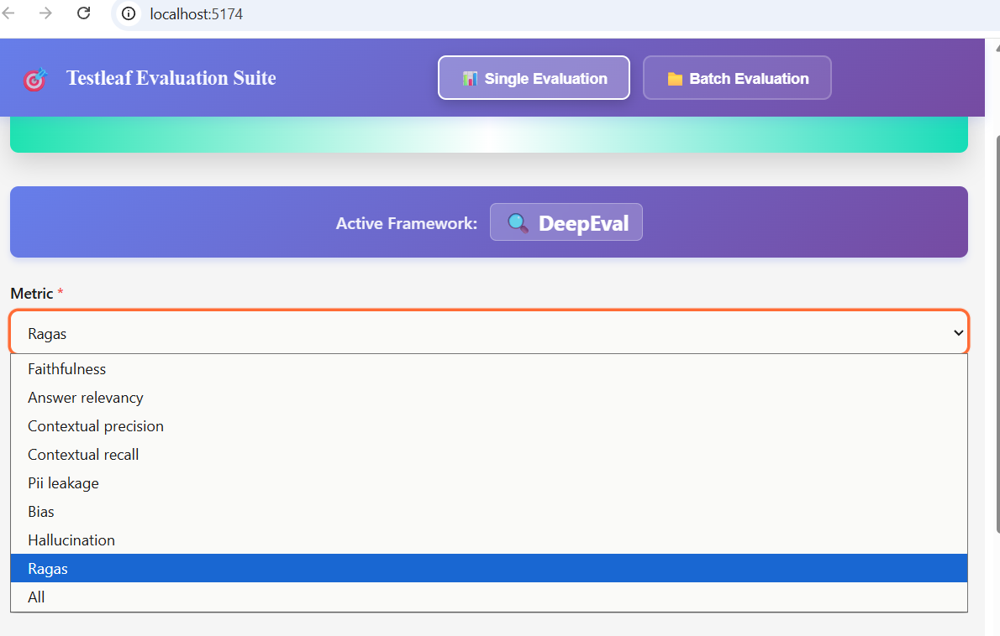 localhost:5174
Testleaf Evaluation Suite
Single Evaluation
Batch Evaluation
Active Framework:
DeepEval
Metric *
Ragas
Faithfulness
Answer relevancy
Contextual precision
Contextual recall
Pii leakage
Bias
Hallucination
Ragas
All